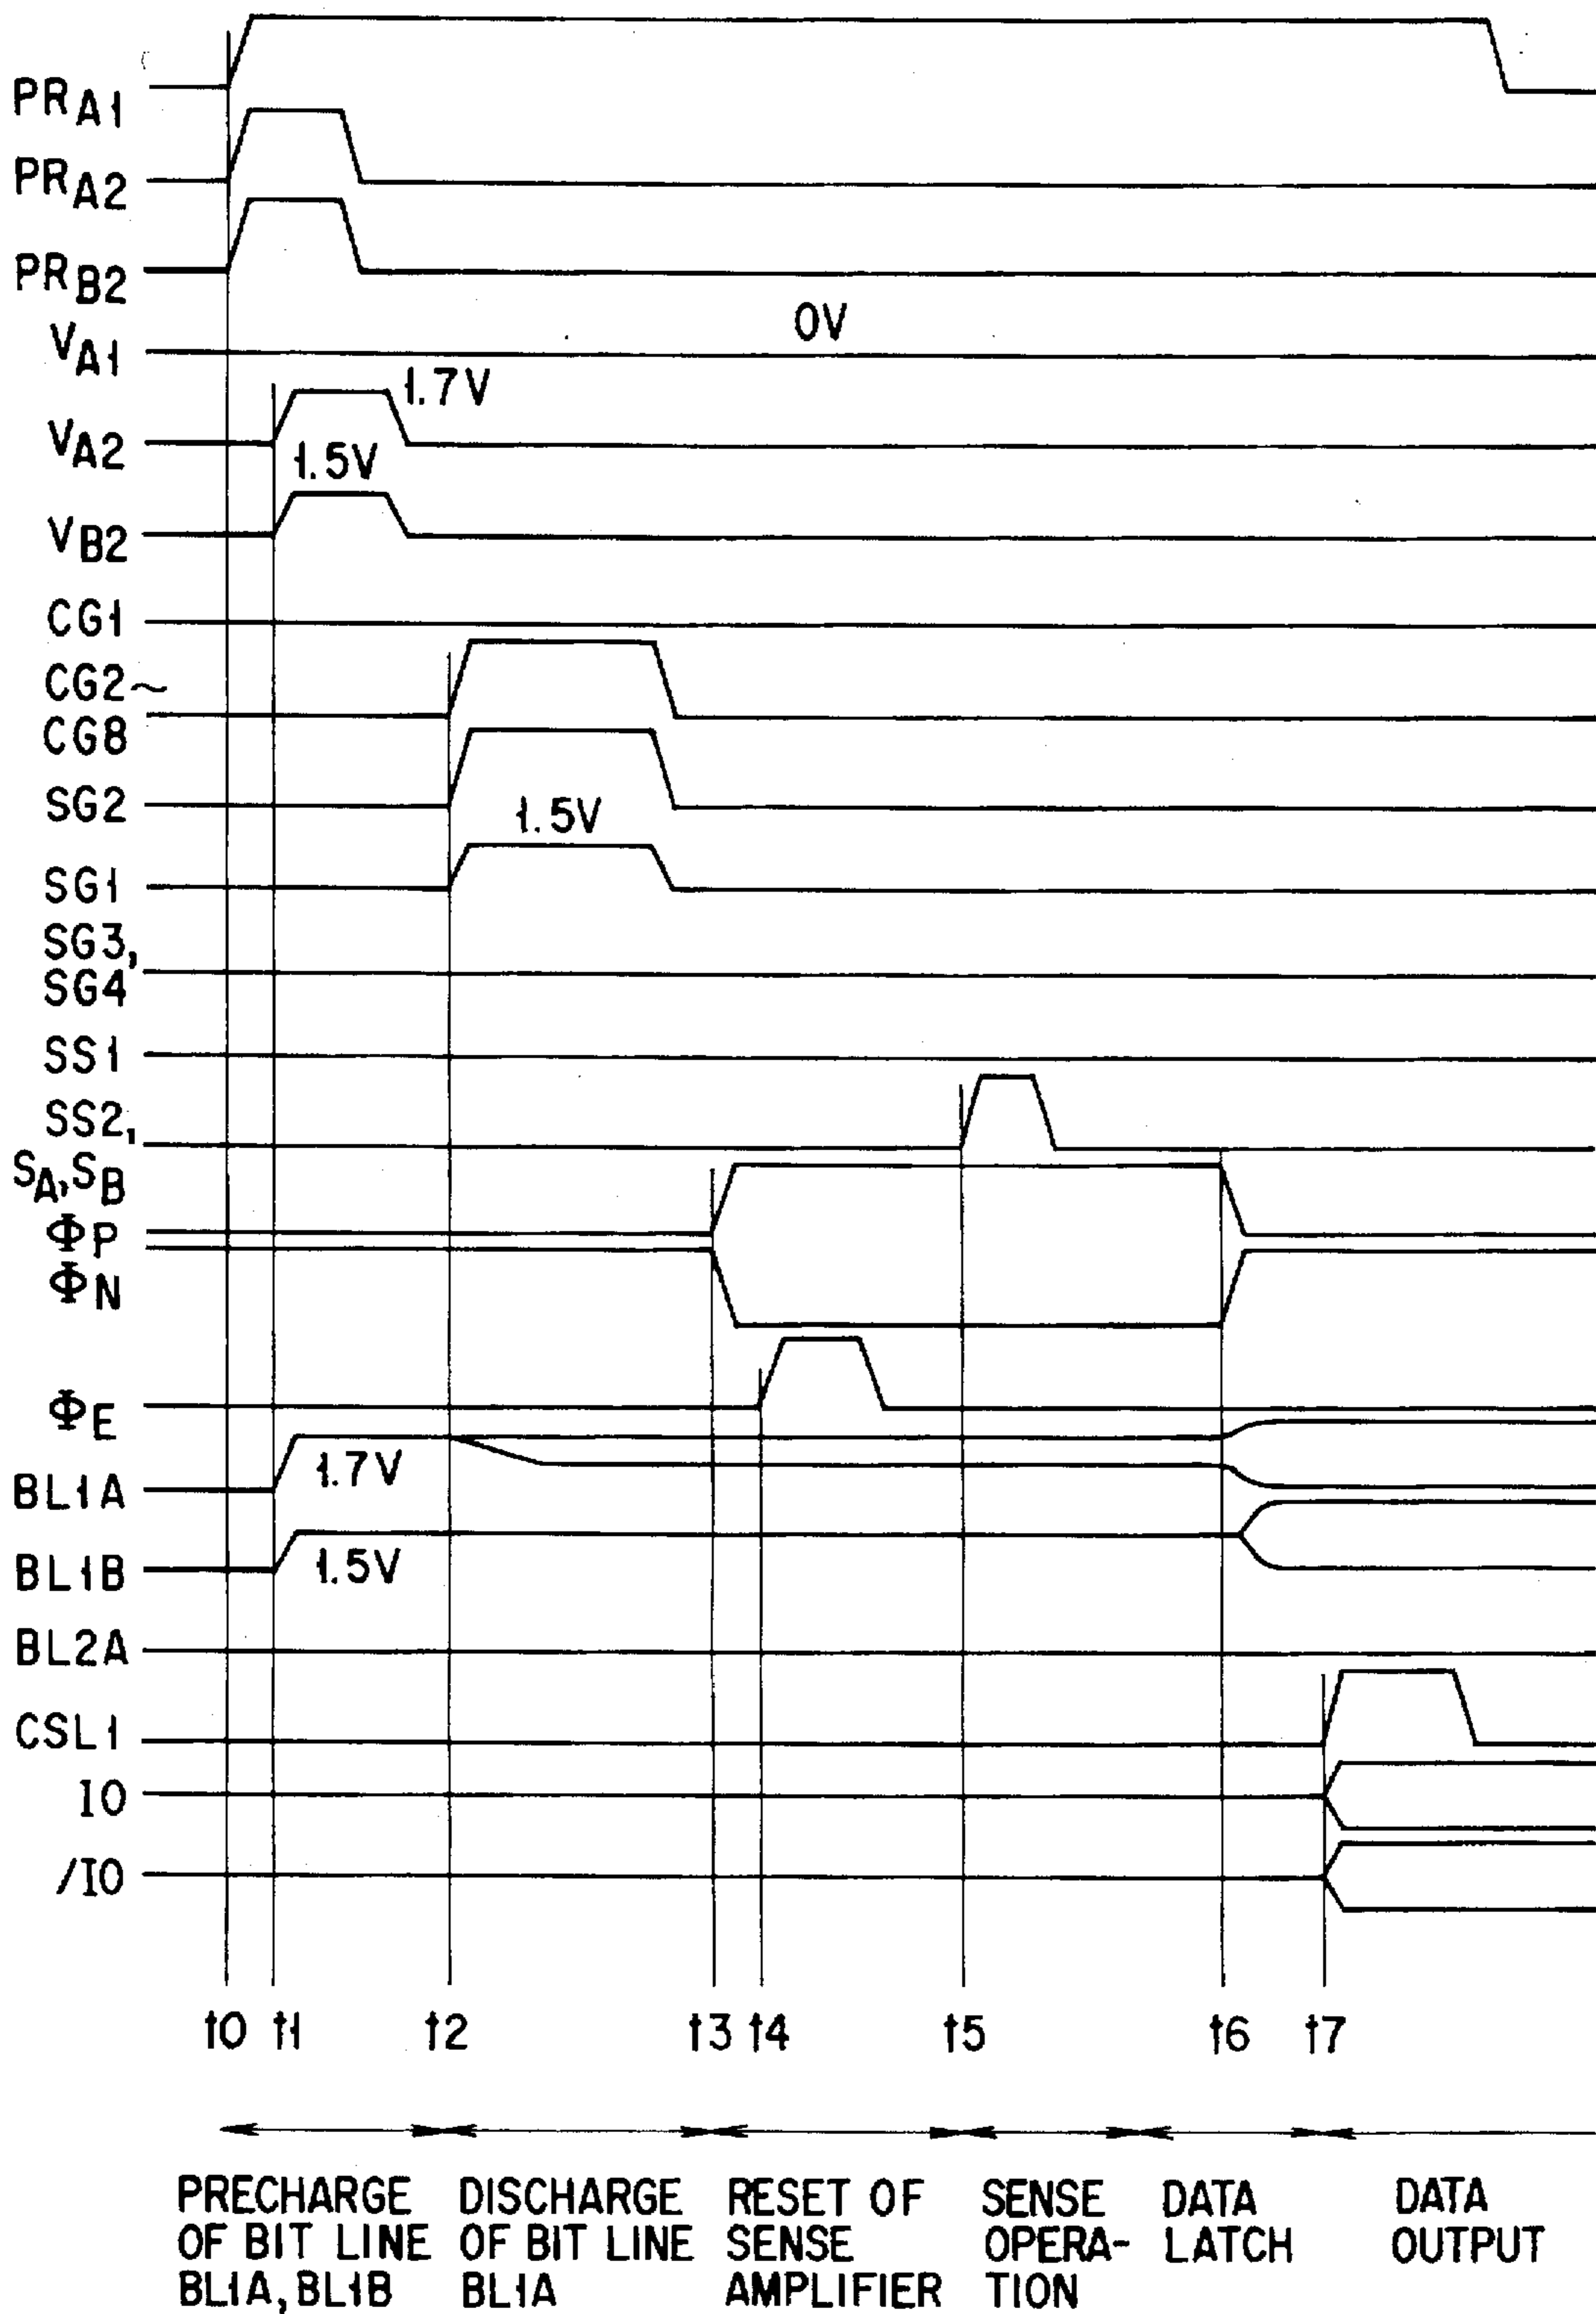 PRA1
PRA2
PRB2
0V
VA1
1.7V
VA2
1.5V
VB2
CG1
CG2~
CG8
SG2
1.5V
SG1
SG3,
SG4
SS1
SS2,
SA,SB
ΦP
ΦN
ΦE
1.7V
BL1A
1.5V
BL1B
BL2A
CSL1
IO
/IO
t0 t1 t2 t3 t4 t5 t6 t7
PRECHARGE OF BIT LINE BL1A, BL1B
DISCHARGE OF BIT LINE BL1A
RESET OF SENSE AMPLIFIER
SENSE OPERA-TION
DATA LATCH
DATA OUTPUT